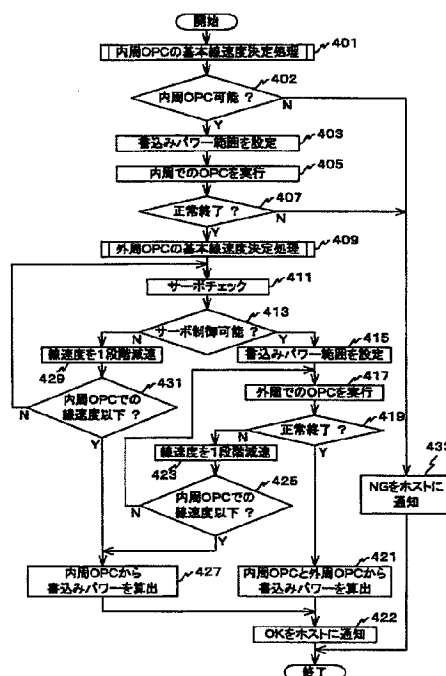 開始
内周OPCの基本線速度決定処理
401
402
内周OPC可能 ?
N
Y
書込みパワー範囲を設定
403
内周でのOPCを実行
405
407
正常終了 ?
N
Y
外周OPCの基本線速度決定処理
409
サーボチェック
411
413
サーボ制御可能 ?
N
Y
線速度を1段階減速
429
415
書込みパワー範囲を設定
417
外周でのOPCを実行
431
内周OPCでの
線速度以下 ?
N
Y
419
正常終了 ?
N
Y
線速度を1段階減速
423
425
内周OPCでの
線速度以下 ?
N
Y
433
NGをホストに
通知
内周OPCから
書込みパワーを算出
427
内周OPCと外周OPCから
書込みパワーを算出
421
422
OKをホストに通知
終了